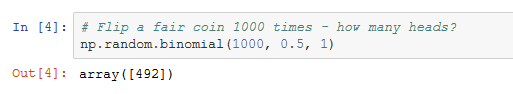 In [4]: # Flip a fair coin 1000 times - how many heads?
np.random.binomial(1000, 0.5, 1)
Out[4]: array([492])